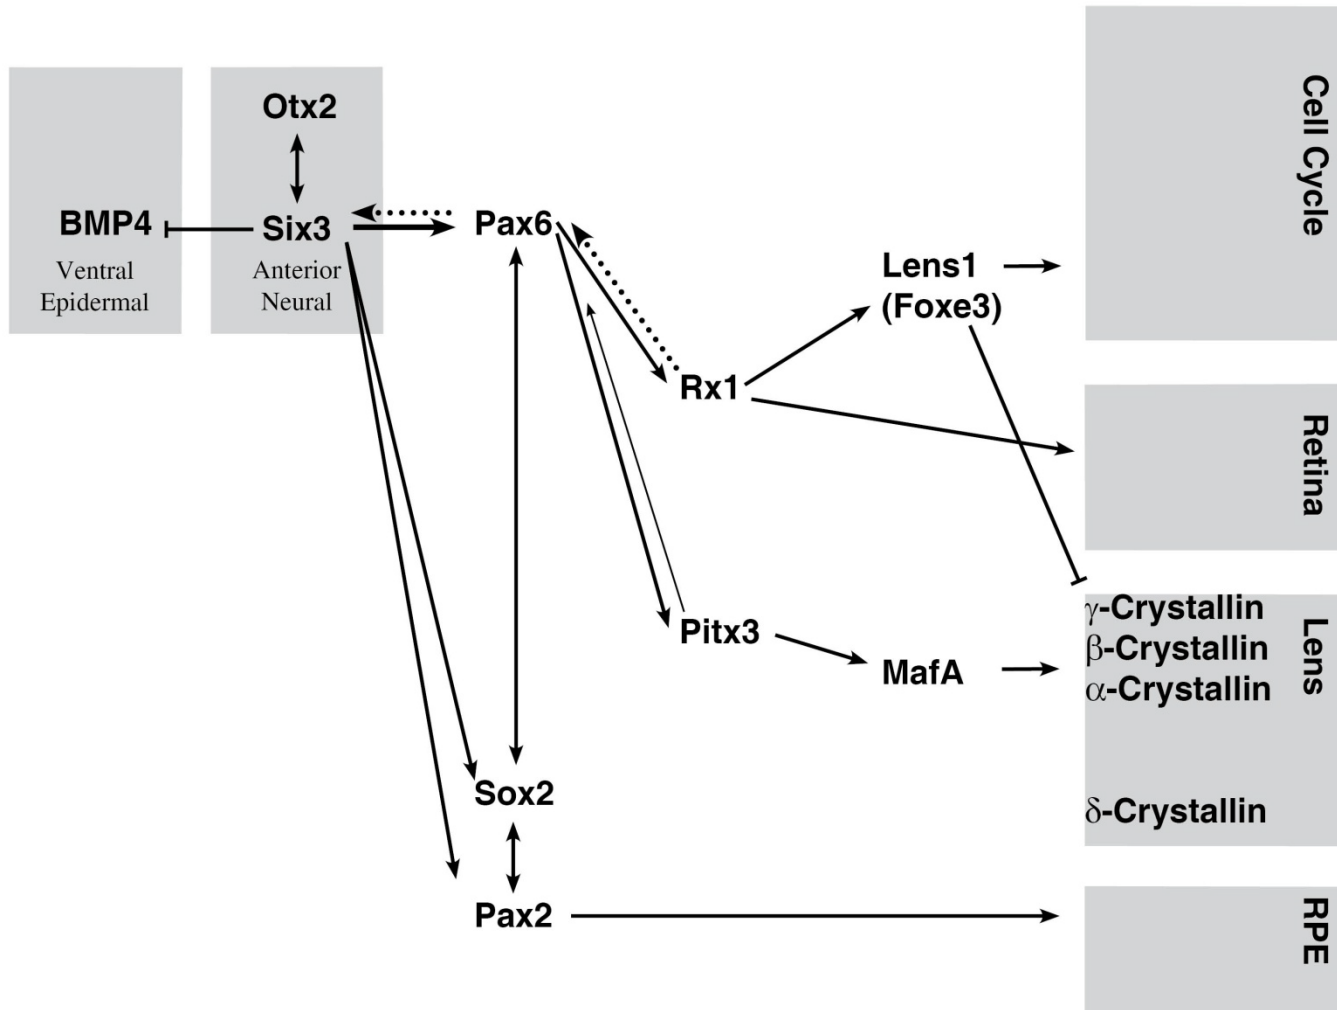 Otx2
BMP4
Ventral
Epidermal
Six3
Anterior
Neural
Pax6
Lens1
(Foxe3)
Rx1
Pitx3
MafA
Sox2
Pax2
Cell Cycle
Retina
γ-Crystallin
β-Crystallin
α-Crystallin
δ-Crystallin
Lens
RPE